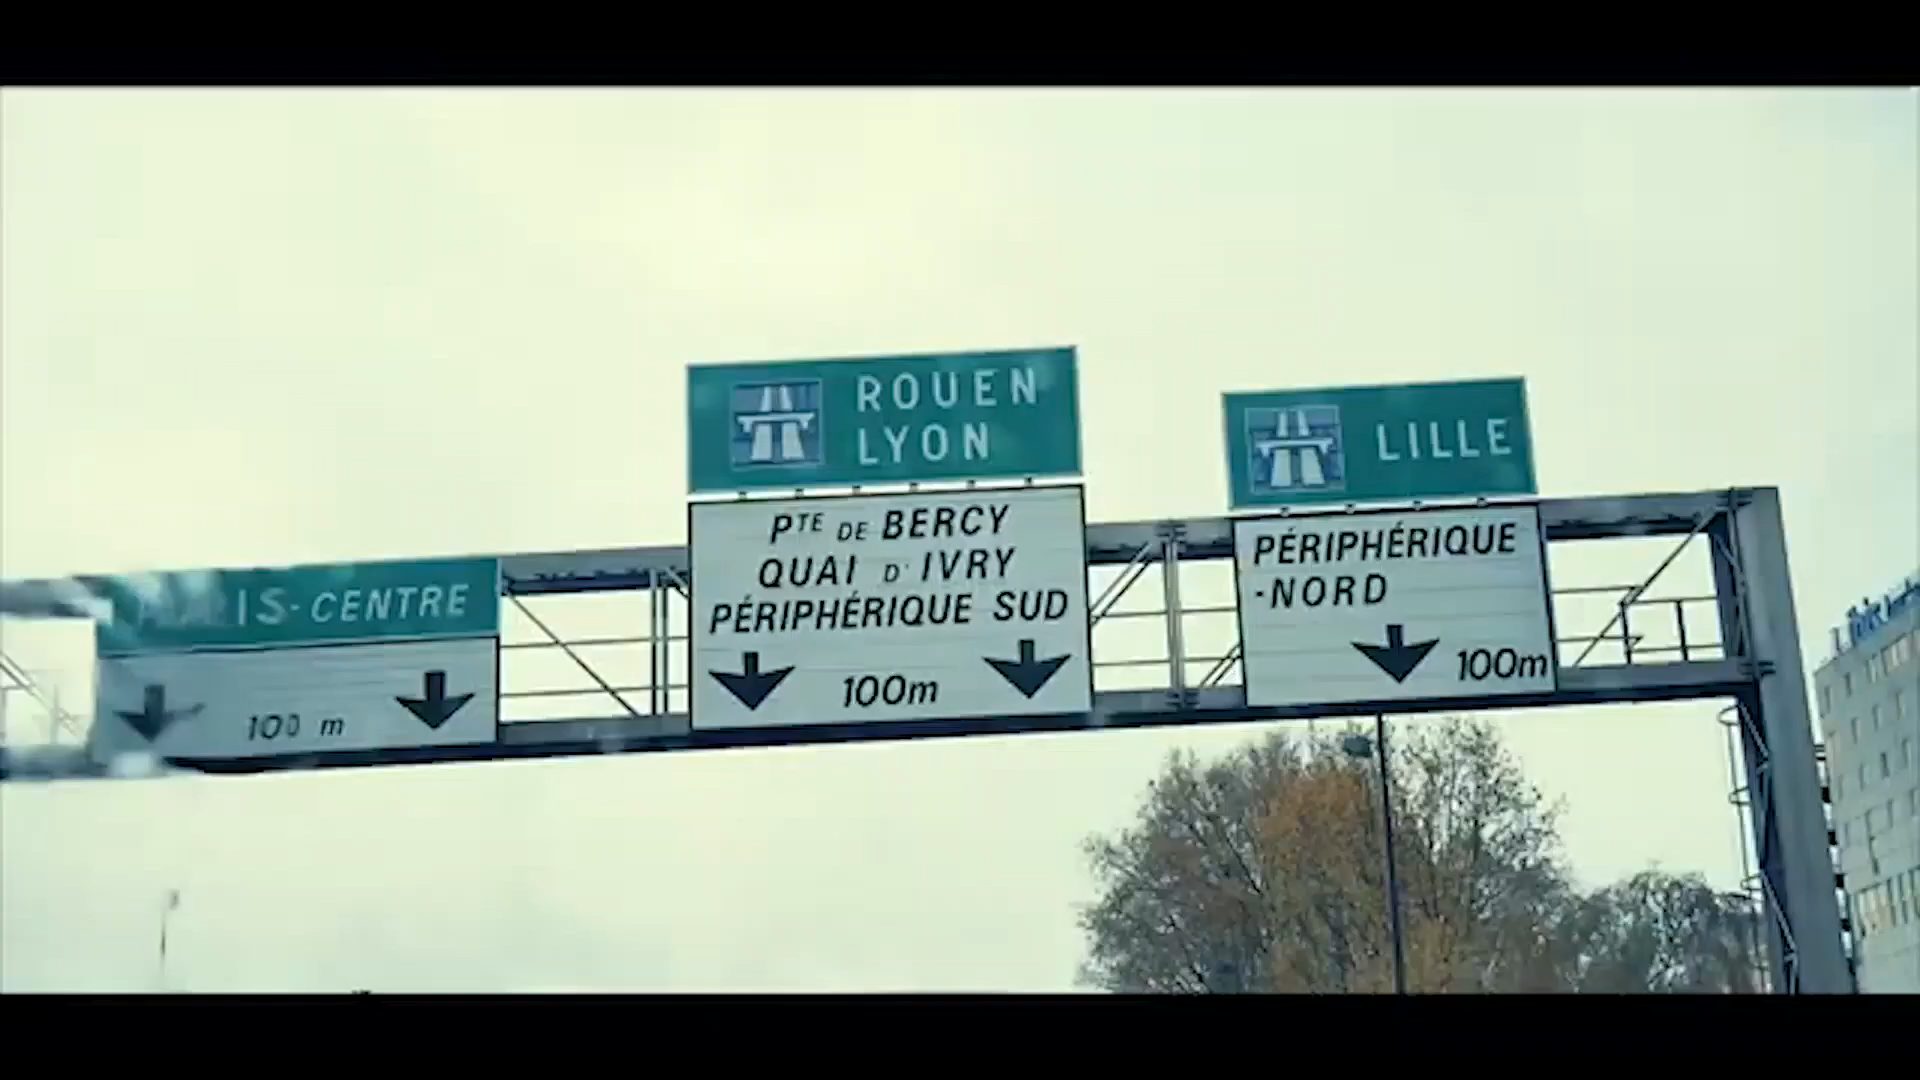 IS-CENTRE
100 m
ROUEN
LYON
PTE DE BERCY
QUAI D'IVRY
PÉRIPHÉRIQUE SUD
100m
LILLE
PÉRIPHÉRIQUE
-NORD
100m